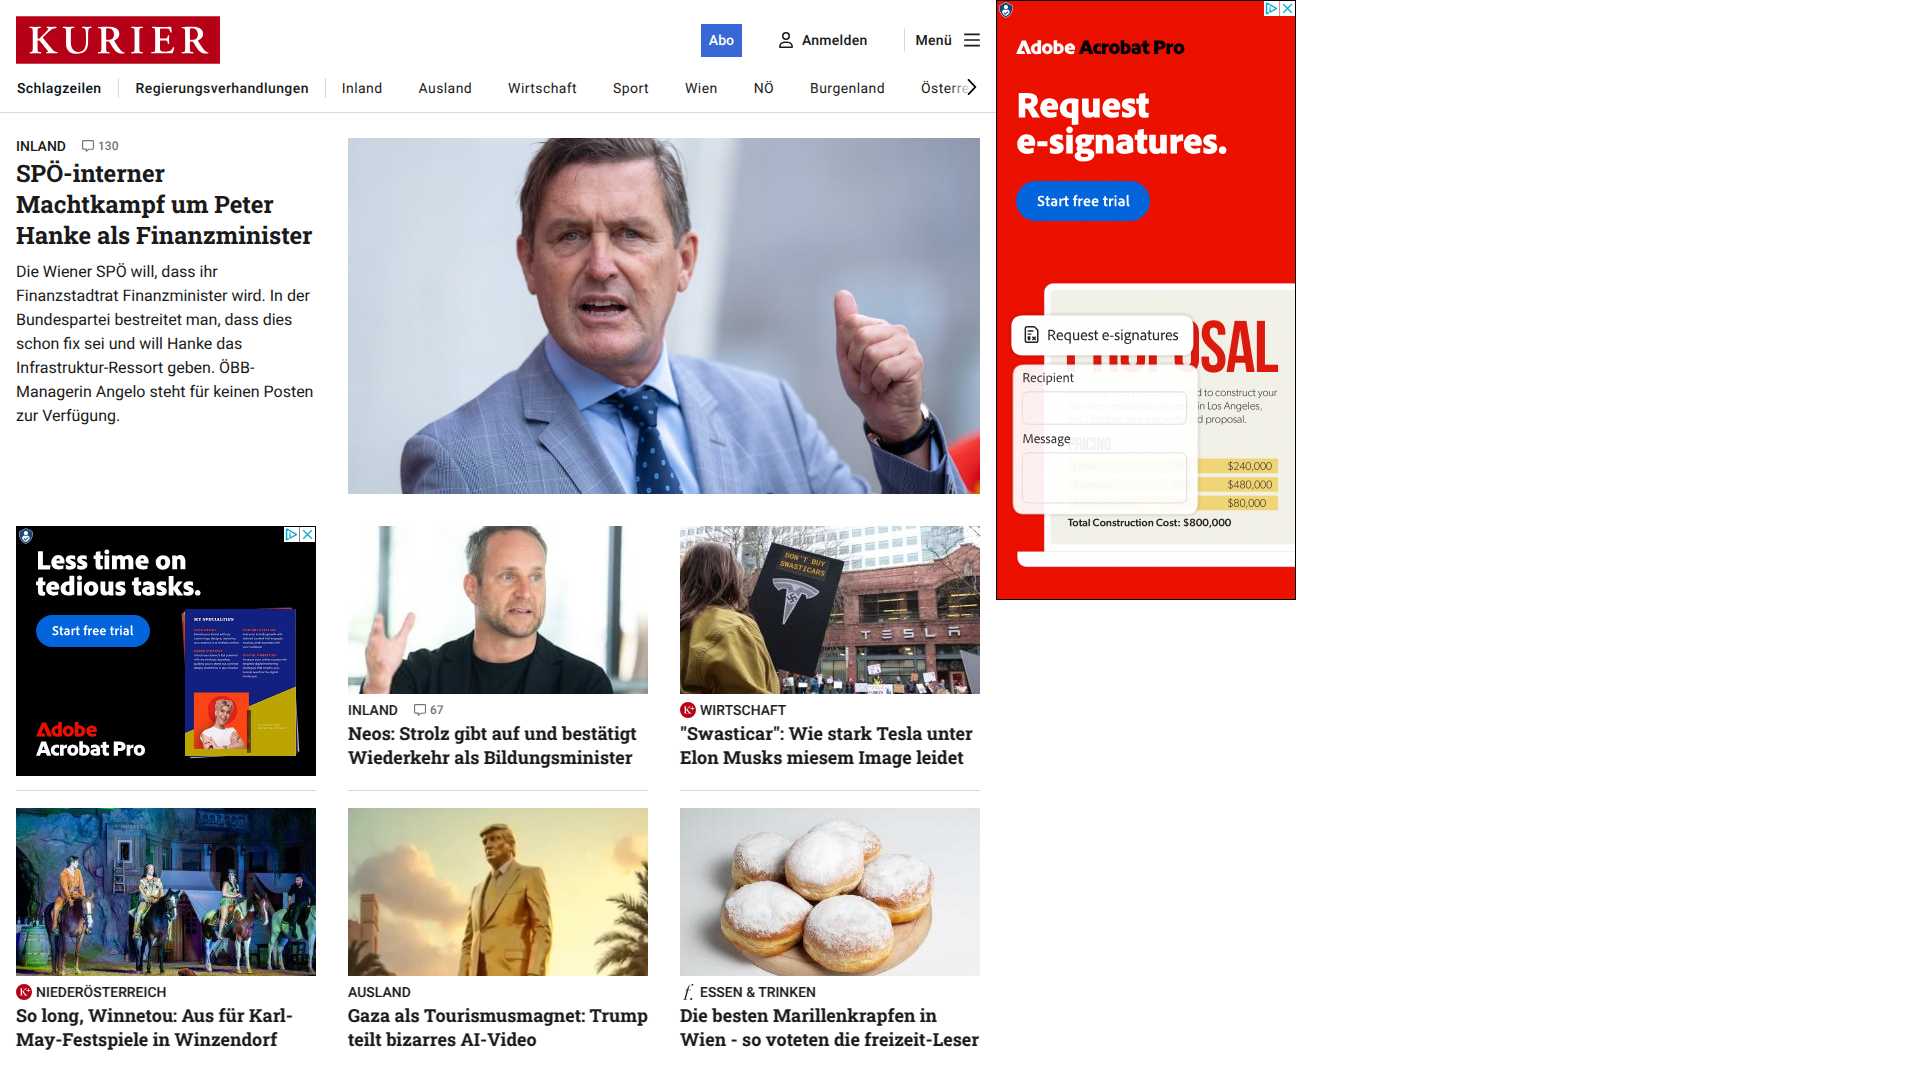 KURIER
Abo
Anmelden
Menü
Schlagzeilen
Regierungsverhandlungen
Inland
Ausland
Wirtschaft
Sport
Wien
NÖ
Burgenland
Österre
INLAND 130
SPÖ-interner
Machtkampf um Peter
Hanke als Finanzminister
Die Wiener SPÖ will, dass ihr
Finanzstadtrat Finanzminister wird. In der
Bundespartei bestreitet man, dass dies
schon fix sei und will Hanke das
Infrastruktur-Ressort geben. ÖBB-
Managerin Angelo steht für keinen Posten
zur Verfügung.
Adobe Acrobat Pro
Request
e-signatures.
Start free trial
Request e-signatures
Recipient
Message
d to construct your
in Los Angeles,
d proposal.
PRICING
$240,000
$480,000
$80,000
Total Construction Cost: $800,000
Less time on
tedious tasks.
Start free trial
MY SPECIALITIES
Adobe
Acrobat Pro
INLAND 67
Neos: Strolz gibt auf und bestätigt
Wiederkehr als Bildungsminister
DON'T BUY
SWASTICARS
TESLA
K+ WIRTSCHAFT
"Swasticar": Wie stark Tesla unter
Elon Musks miesem Image leidet
K+ NIEDERÖSTERREICH
So long, Winnetou: Aus für Karl-
May-Festspiele in Winzendorf
AUSLAND
Gaza als Tourismusmagnet: Trump
teilt bizarres AI-Video
f. ESSEN & TRINKEN
Die besten Marillenkrapfen in
Wien - so voteten die freizeit-Leser